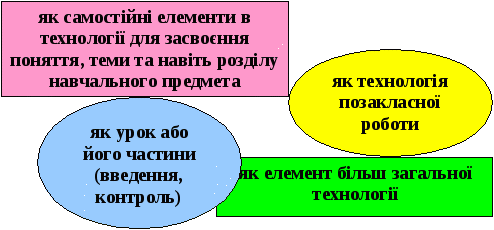 як самостійні елементи в
технології для засвоєння
поняття, теми та навіть розділу
навчального предмета
як технологія
позакласної
роботи
як урок або
його частини
(введення,
контроль)
як елемент більш загальної
технології